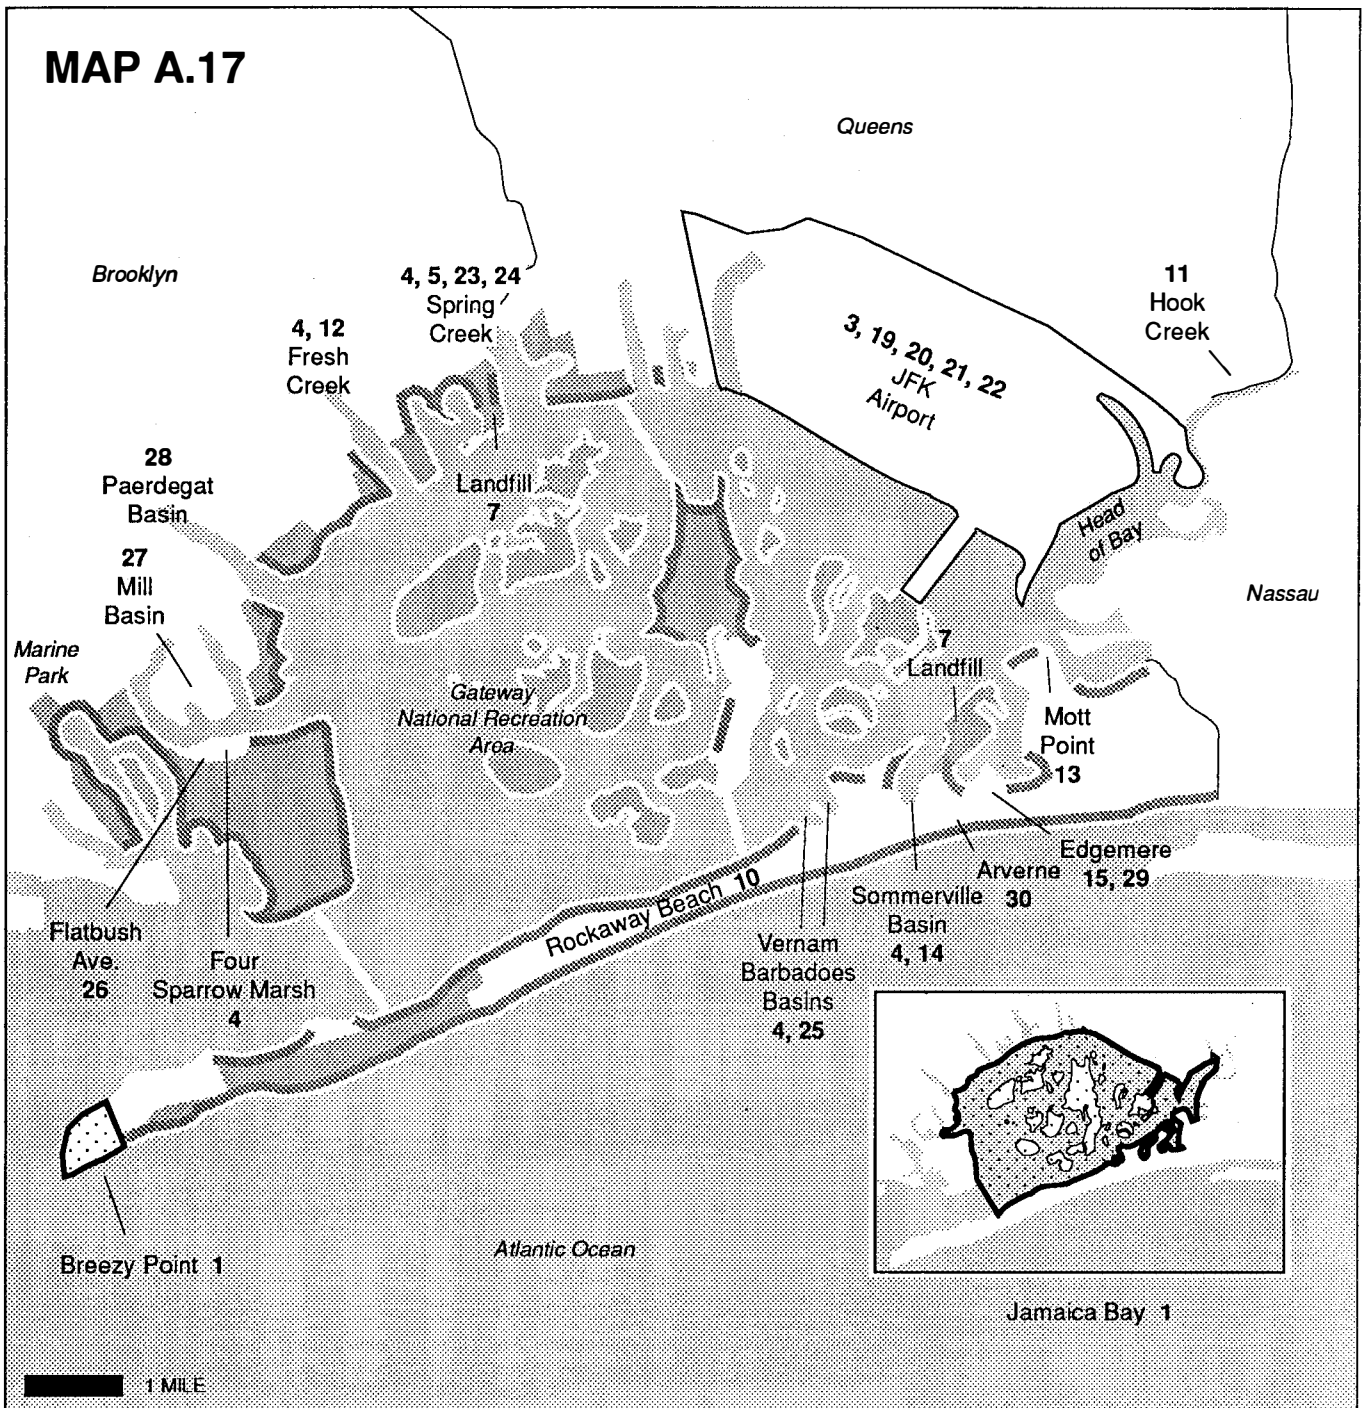 MAP A.17
Queens
Brooklyn
4, 5, 23, 24
Spring
Creek
11
Hook
Creek
4, 12
Fresh
Creek
3, 19, 20, 21, 22
JFK
Airport
28
Paerdegat
Basin
Landfill
7
Head
of Bay
27
Mill
Basin
Nassau
Marine
Park
7
Landfill
Gateway
National Recreation
Area
Mott
Point
13
Edgemere
15, 29
Arverne
30
Rockaway Beach 10
Sommerville
Basin
4, 14
Flatbush
Ave.
26
Four
Sparrow Marsh
4
Vernam
Barbadoes
Basins
4, 25
Breezy Point 1
Atlantic Ocean
Jamaica Bay 1
1 MILE